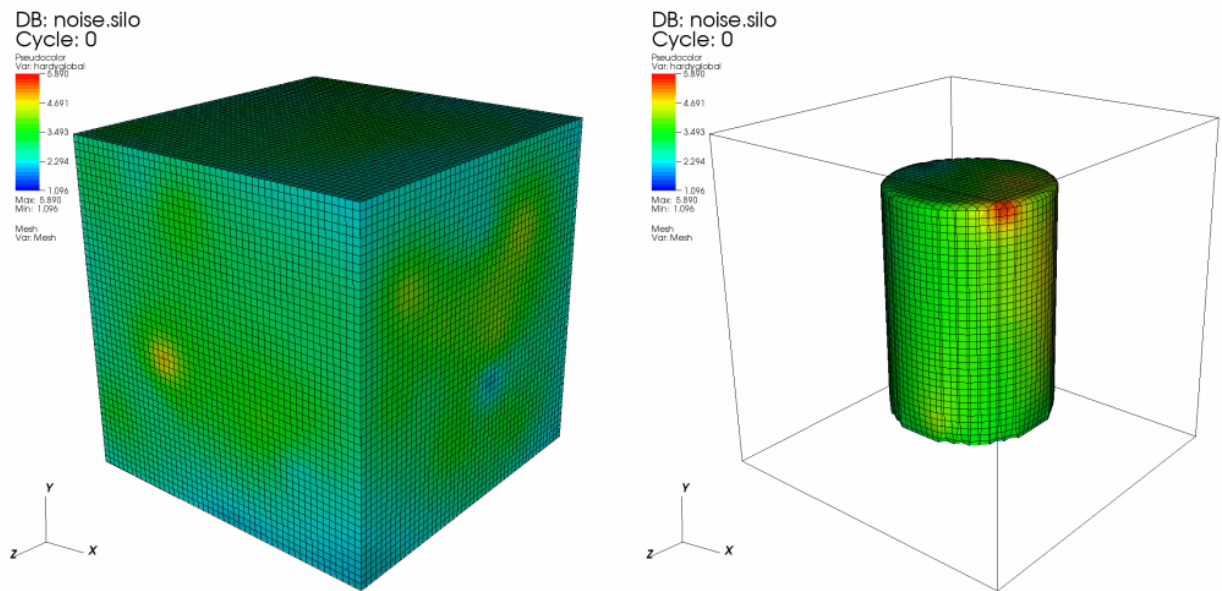 DB: noise.silo
Cycle: 0
Pseudocolor
Var: hardyglobal
5.890
4.691
3.493
2.294
1.096
Max: 5.890
Min: 1.096
Mesh
Var: Mesh
Y
Z
X
DB: noise.silo
Cycle: 0
Pseudocolor
Var: hardyglobal
5.890
4.691
3.493
2.294
1.096
Max: 5.890
Min: 1.096
Mesh
Var: Mesh
Y
Z
X